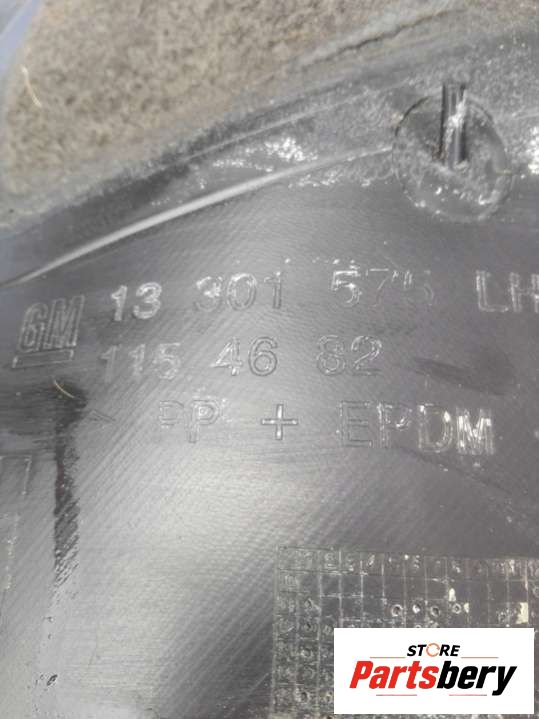 GM 13 301 575 LH
115 46 82
> PP + EPDM
STORE
Partsbery